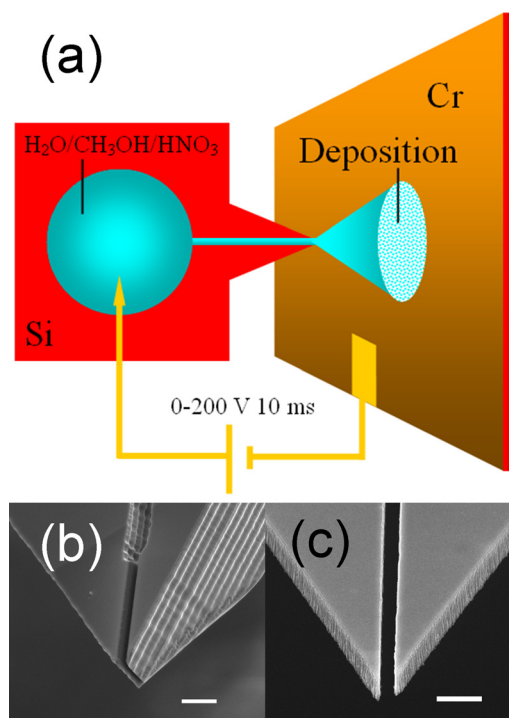 (a)
Cr
H₂O/CH₃OH/HNO₃
Deposition
Si
0-200 V 10 ms
(b)
(c)